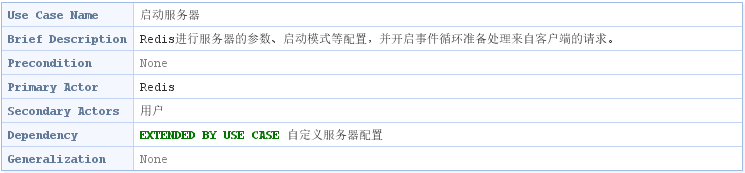 Use Case Name 启动服务器
Brief Description Redis进行服务器的参数、启动模式等配置，并开启事件循环准备处理来自客户端的请求。
Precondition None
Primary Actor Redis
Secondary Actors 用户
Dependency EXTENDED BY USE CASE 自定义服务器配置
Generalization None